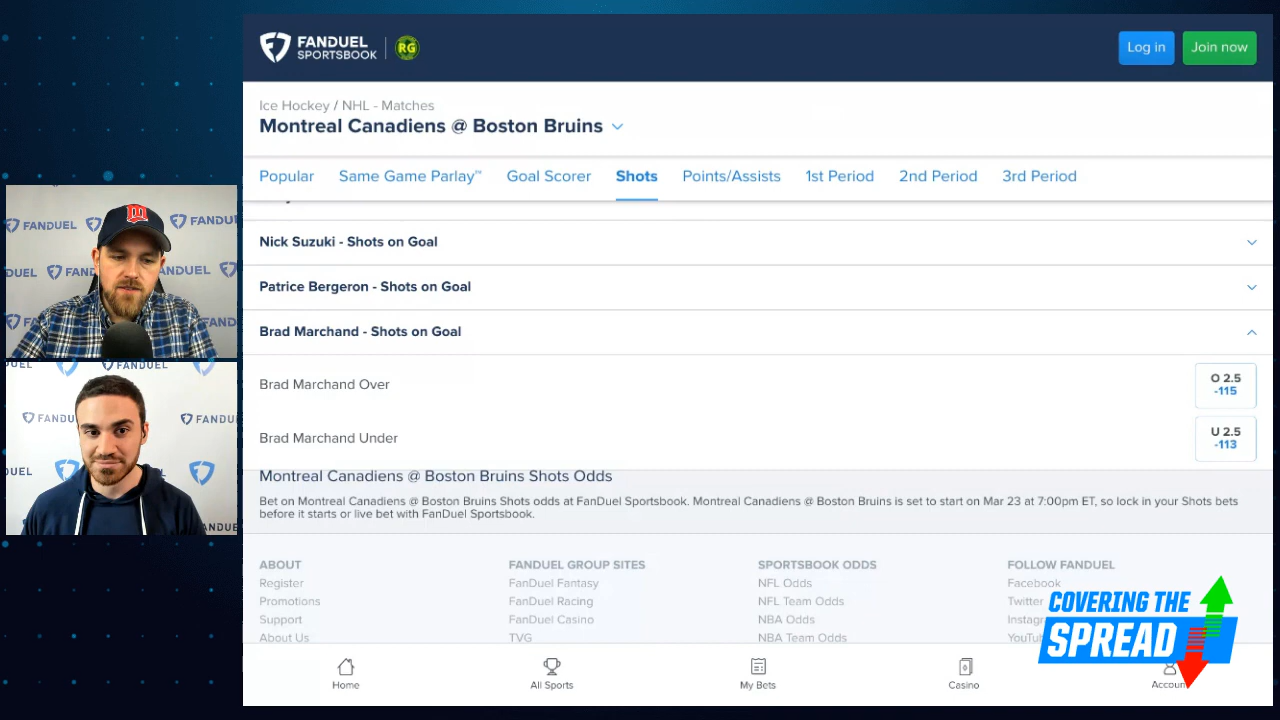 FANDUEL
SPORTSBOOK
RG
Log in
Join now
Ice Hockey / NHL - Matches
Montreal Canadiens @ Boston Bruins
Popular
Same Game Parlay™
Goal Scorer
Shots
Points/Assists
1st Period
2nd Period
3rd Period
Nick Suzuki - Shots on Goal
Patrice Bergeron - Shots on Goal
Brad Marchand - Shots on Goal
Brad Marchand Over
O 2.5
-115
Brad Marchand Under
U 2.5
-113
Montreal Canadiens @ Boston Bruins Shots Odds
Bet on Montreal Canadiens @ Boston Bruins Shots odds at FanDuel Sportsbook. Montreal Canadiens @ Boston Bruins is set to start on Mar 23 at 7:00pm ET, so lock in your Shots bets
before it starts or live bet with FanDuel Sportsbook.
ABOUT
Register
Promotions
Support
About Us
FANDUEL GROUP SITES
FanDuel Fantasy
FanDuel Racing
FanDuel Casino
TVG
SPORTSBOOK ODDS
NFL Odds
NFL Team Odds
NBA Odds
NBA Team Odds
FOLLOW FANDUEL
Facebook
Twitter
COVERING THE
SPREAD
Home
All Sports
My Bets
Casino
Account
FANDUEL
FANDUEL